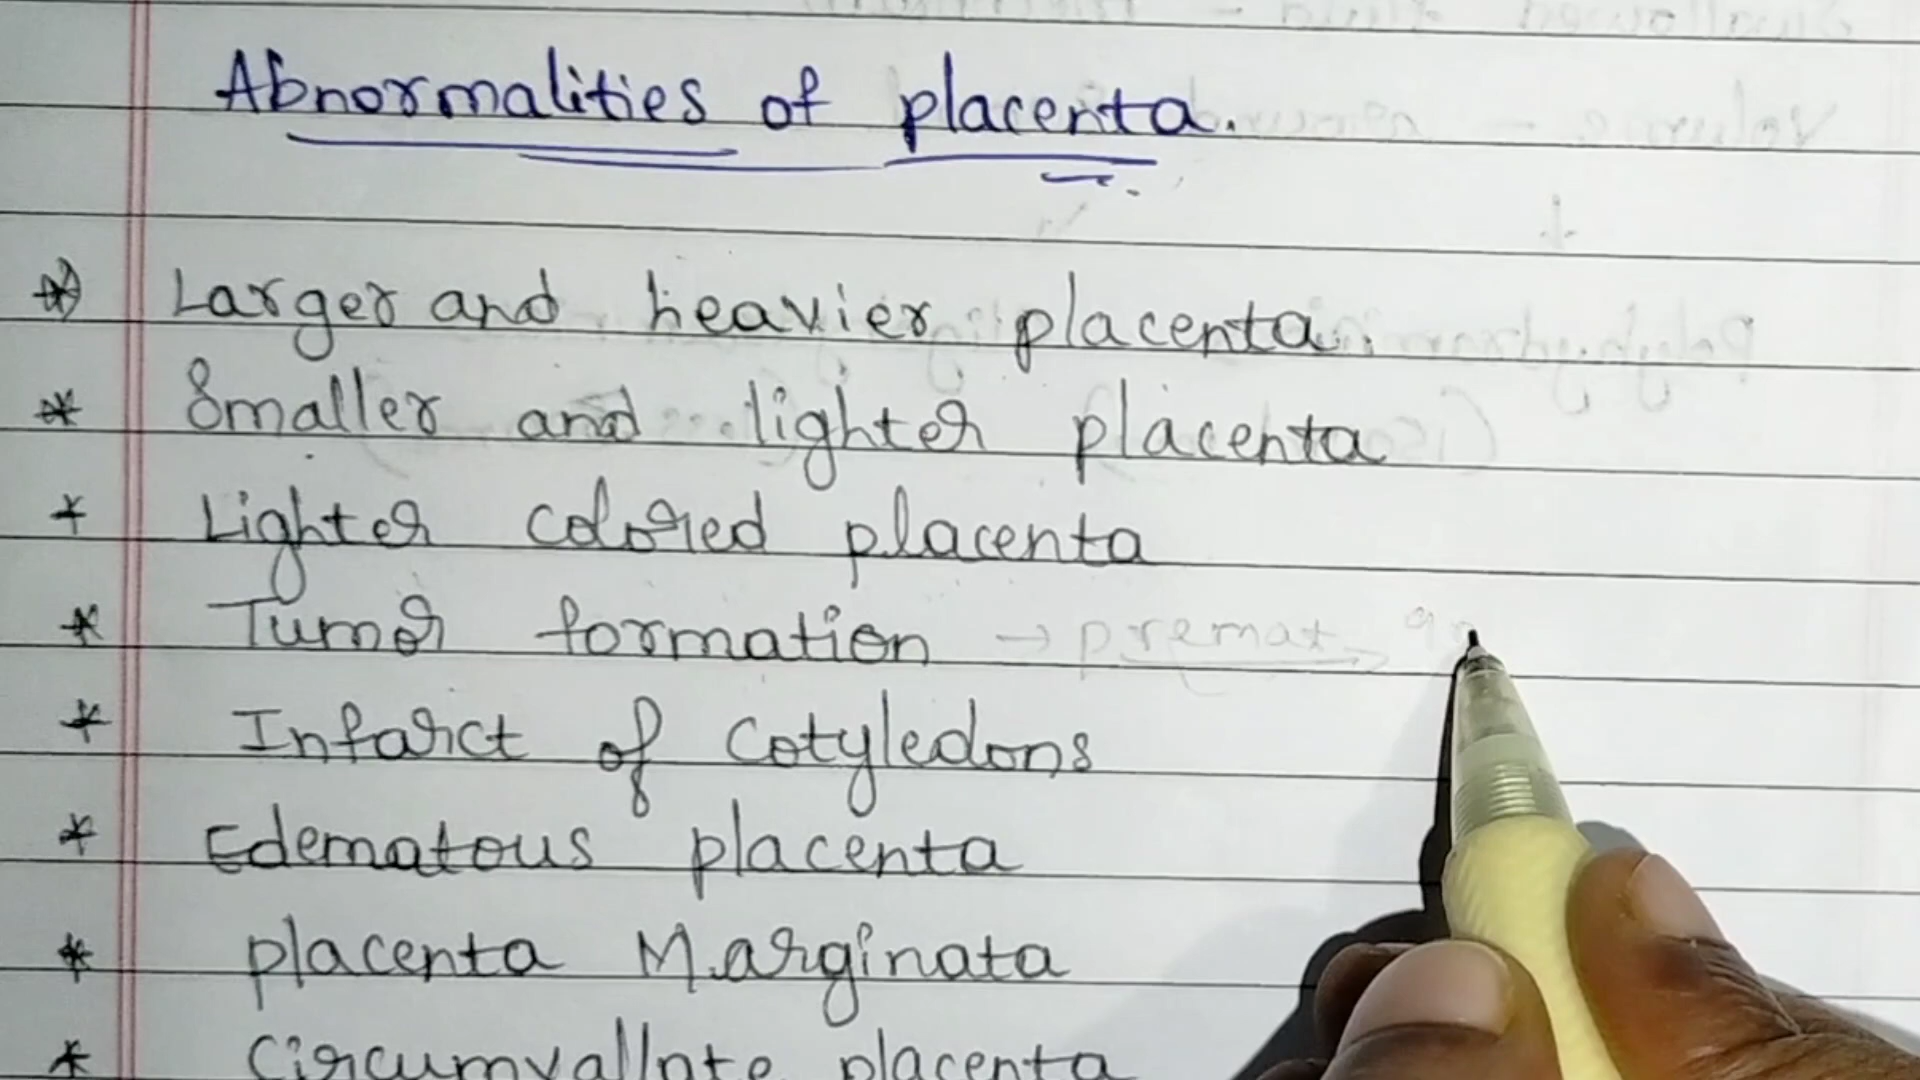 Abnormalities of placenta.
* Larger and heavier placenta.
* Smaller and lighter placenta
* Lighter colored placenta
* Tumor formation → premat
* Infarct of cotyledons
* Edematous placenta
* placenta Marginata
* Circumvallate placenta